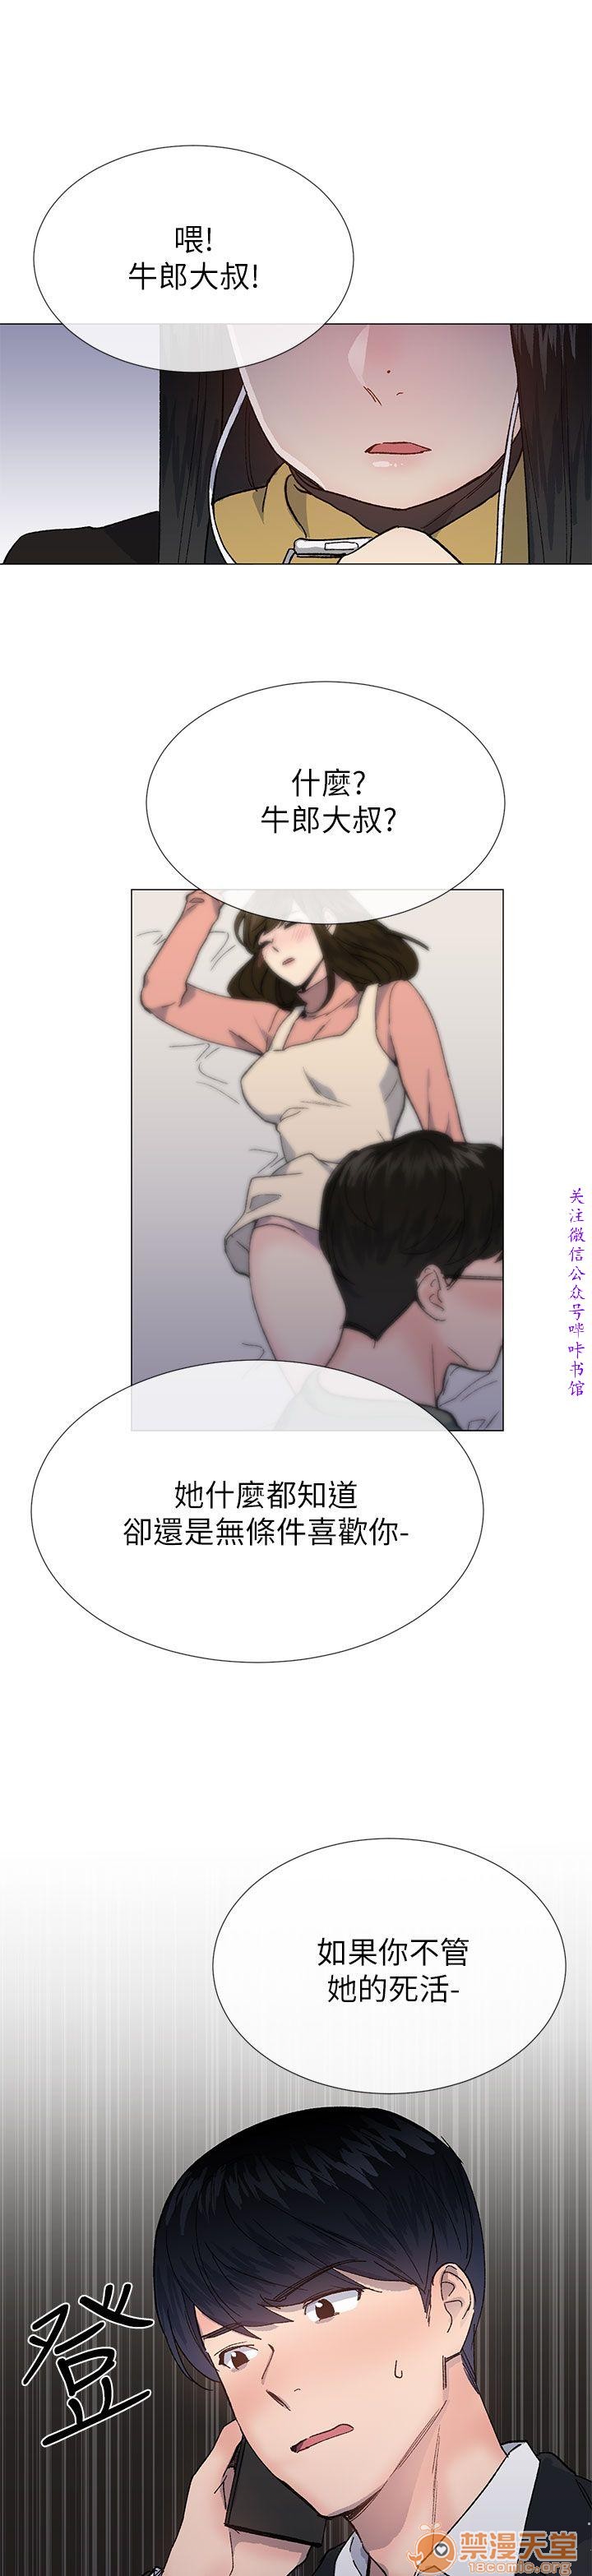 喂!
牛郎大叔!
什麼?
牛郎大叔?
关注微信公众号哔咔书馆
她什麼都知道
卻還是無條件喜歡你-
如果你不管
她的死活-
登
禁漫天堂
18comic.org